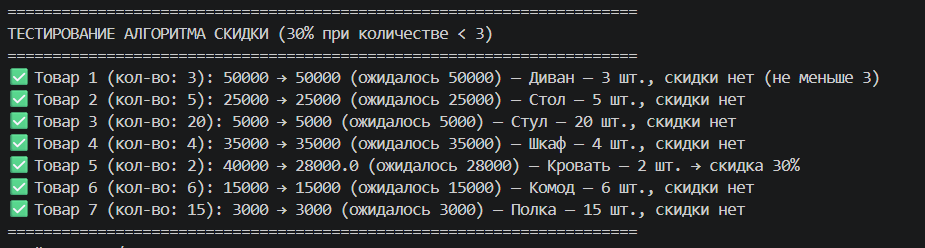 ======================================================================
ТЕСТИРОВАНИЕ АЛГОРИТМА СКИДКИ (30% при количестве < 3)
======================================================================
✅ Товар 1 (кол-во: 3): 50000 → 50000 (ожидалось 50000) — Диван — 3 шт., скидки нет (не меньше 3)
✅ Товар 2 (кол-во: 5): 25000 → 25000 (ожидалось 25000) — Стол — 5 шт., скидки нет
✅ Товар 3 (кол-во: 20): 5000 → 5000 (ожидалось 5000) — Стул — 20 шт., скидки нет
✅ Товар 4 (кол-во: 4): 35000 → 35000 (ожидалось 35000) — Шкаф — 4 шт., скидки нет
✅ Товар 5 (кол-во: 2): 40000 → 28000.0 (ожидалось 28000) — Кровать — 2 шт. → скидка 30%
✅ Товар 6 (кол-во: 6): 15000 → 15000 (ожидалось 15000) — Комод — 6 шт., скидки нет
✅ Товар 7 (кол-во: 15): 3000 → 3000 (ожидалось 3000) — Полка — 15 шт., скидки нет
======================================================================